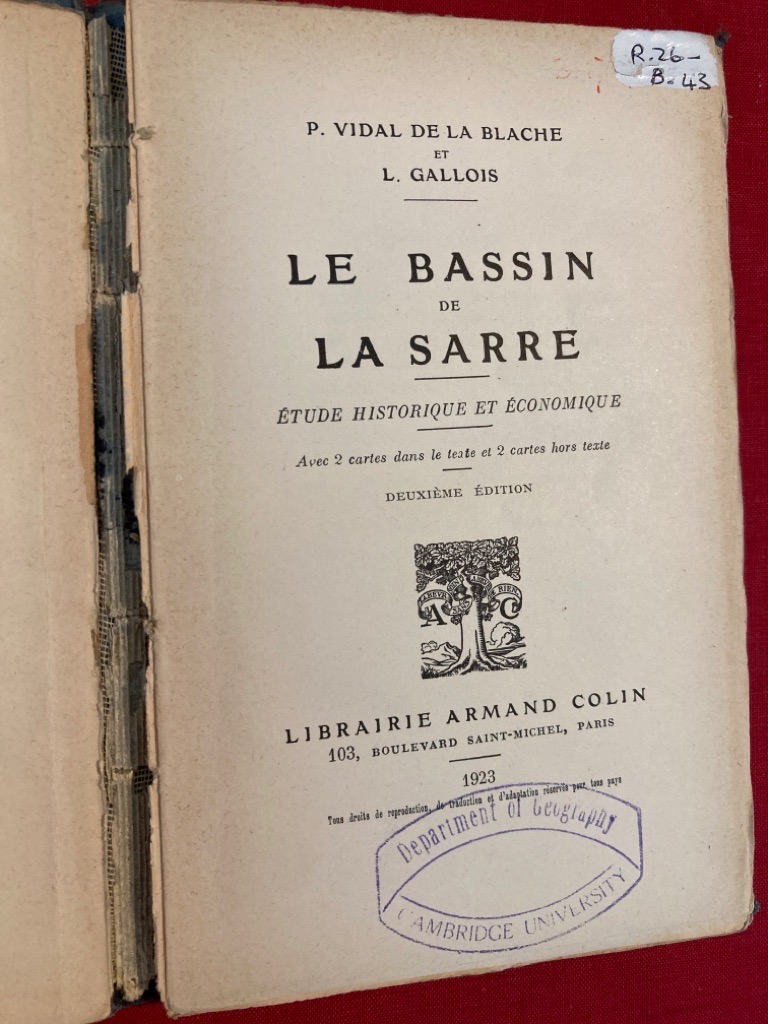 R.26-
B.43
P. VIDAL DE LA BLACHE
ET
L. GALLOIS
LE BASSIN
DE
LA SARRE
ÉTUDE HISTORIQUE ET ÉCONOMIQUE
Avec 2 cartes dans le texte et 2 cartes hors texte
DEUXIÈME ÉDITION
RIEN
A C
LIBRAIRIE ARMAND COLIN
103, BOULEVARD SAINT-MICHEL, PARIS
1923
Tous droits de reproduction, de traduction et d'adaptation réservés pour tous pays
Department of Geography
CAMBRIDGE UNIVERSITY